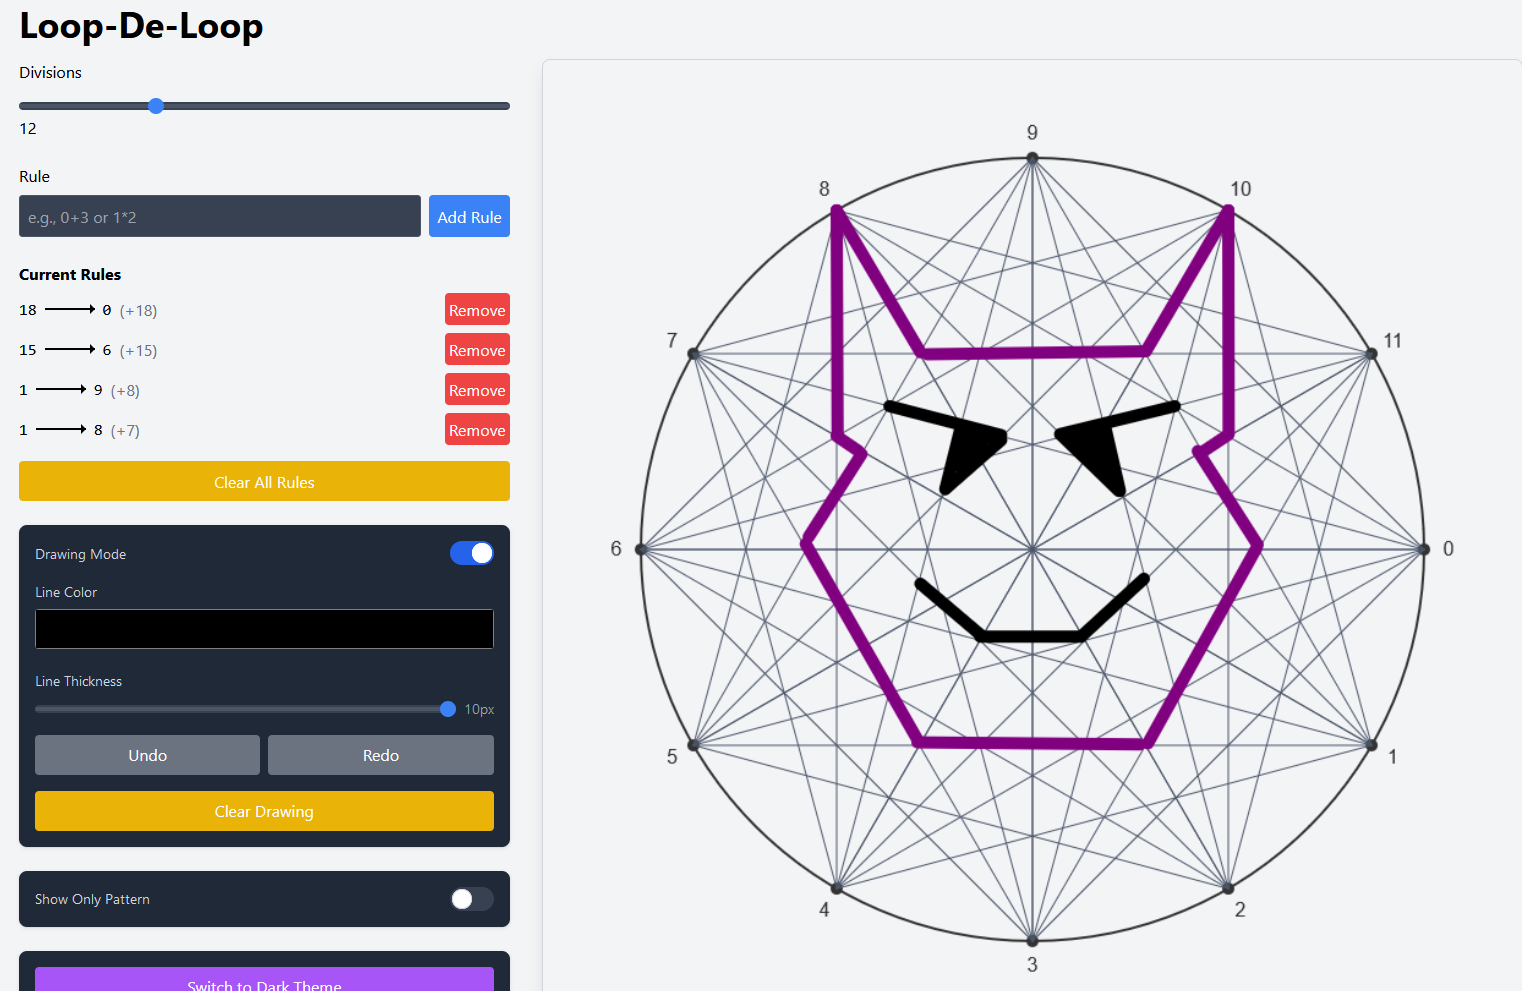 Loop-De-Loop
Divisions
12
Rule
e.g., 0+3 or 1*2
Add Rule
Current Rules
18 → 0 (+18)
Remove
15 → 6 (+15)
Remove
1 → 9 (+8)
Remove
1 → 8 (+7)
Remove
Clear All Rules
Drawing Mode
Line Color
Line Thickness
10px
Undo
Redo
Clear Drawing
Show Only Pattern
Switch to Dark Theme
9
8
10
7
11
6
0
5
1
4
2
3